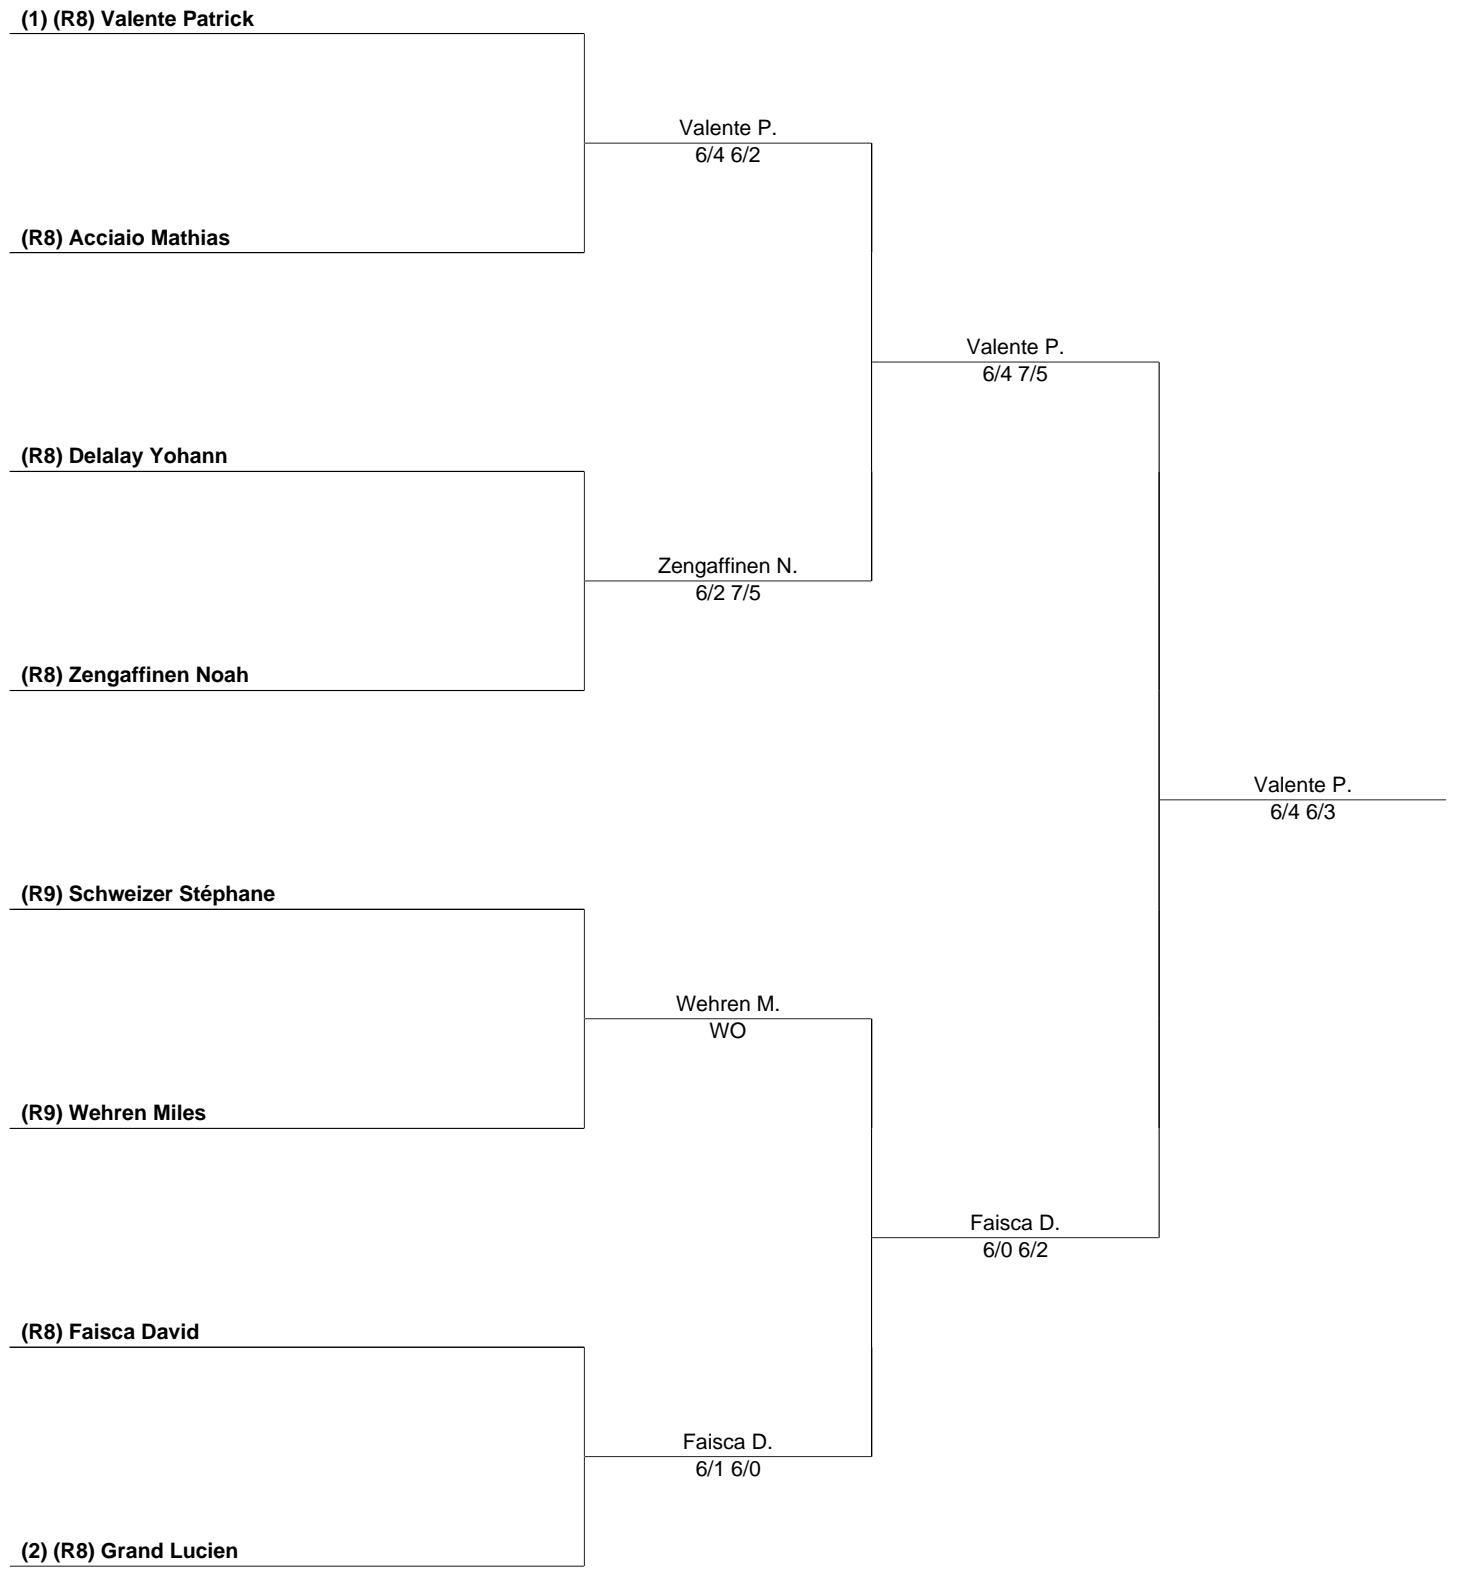 (1) (R8) Valente Patrick
Valente P.
6/4 6/2
(R8) Acciaio Mathias
Valente P.
6/4 7/5
(R8) Delalay Yohann
Zengaffinen N.
6/2 7/5
(R8) Zengaffinen Noah
Valente P.
6/4 6/3
(R9) Schweizer Stéphane
Wehren M.
WO
(R9) Wehren Miles
Faisca D.
6/0 6/2
(R8) Faisca David
Faisca D.
6/1 6/0
(2) (R8) Grand Lucien